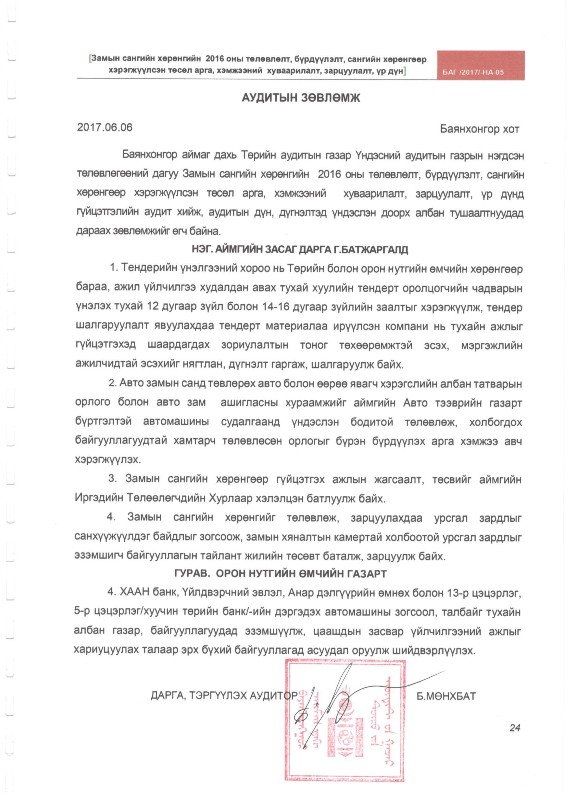 [Замын сангийн хөрөнгийн 2016 оны төлөвлөлт, бүрдүүлэлт, сангийн хөрөнгөөр
хэрэгжүүлсэн төсөл арга, хэмжээний хуваарилалт, зарцуулалт, үр дүн]
БАГ /2017/ НА-05
АУДИТЫН ЗӨВЛӨМЖ
2017.06.06 Баянхонгор хот
Баянхонгор аймаг дахь Төрийн аудитын газар Үндэсний аудитын газрын нэгдсэн
төлөвлөгөөний дагуу Замын сангийн хөрөнгийн 2016 оны төлөвлөлт, бүрдүүлэлт, сангийн
хөрөнгөөр хэрэгжүүлсэн төсөл арга, хэмжээний хуваарилалт, зарцуулалт, үр дүнд
гүйцэтгэлийн аудит хийж, аудитын дүн, дүгнэлтэд үндэслэн доорх албан тушаалтнуудад
дараах зөвлөмжийг өгч байна.
НЭГ. АЙМГИЙН ЗАСАГ ДАРГА Г.БАТЖАРГАЛД
1. Тендерийн үнэлгээний хороо нь Төрийн болон орон нутгийн өмчийн хөрөнгөөр
бараа, ажил үйлчилгээ худалдан авах тухай хуулийн тендерт оролцогчийн чадварын
үнэлэх тухай 12 дугаар зүйл болон 14-16 дугаар зүйлийн заалтыг хэрэгжүүлж, тендер
шалгаруулалт явуулахдаа тендерт материалаа ирүүлсэн компани нь тухайн ажлыг
гүйцэтгэхэд шаардагдах зориулалтын тоног төхөөрөмжтэй эсэх, мэргэжлийн
ажилчидтай эсэхийг нягтлан, дүгнэлт гаргаж, шалгаруулж байх.
2. Авто замын санд төвлөрөх авто болон өөрөө явагч хэрэгслийн албан татварын
орлого болон авто зам ашигласны хураамжийг аймгийн Авто тээврийн газарт
бүртгэлтэй автомашины судалгаанд үндэслэн бодитой төлөвлөж, холбогдох
байгууллагуудтай хамтарч төлөвлөсөн орлогыг бүрэн бүрдүүлэх арга хэмжээ авч
хэрэгжүүлэх.
3. Замын сангийн хөрөнгөөр гүйцэтгэх ажлын жагсаалт, төсвийг аймгийн
Иргэдийн Төлөөлөгчдийн Хурлаар хэлэлцэн батлуулж байх.
4. Замын сангийн хөрөнгийг төлөвлөж, зарцуулахдаа урсгал зардлыг
санхүүжүүлдэг байдлыг зогсоож, замын хяналтын камертай холбоотой урсгал зардлыг
эзэмшигч байгууллагын тайлант жилийн төсөвт баталж, зарцуулж байх.
ГУРАВ. ОРОН НУТГИЙН ӨМЧИЙН ГАЗАРТ
4. ХААН банк, Үйлдвэрчний эвлэл, Анар дэлгүүрийн өмнөх болон 13-р цэцэрлэг,
5-р цэцэрлэг/хуучин төрийн банк/-ийн дэргэдэх автомашины зогсоол, талбайг тухайн
албан газар, байгууллагуудад эзэмшүүлж, цаашдын засвар үйлчилгээний ажлыг
хариуцуулах талаар эрх бүхий байгууллагад асуудал оруулж шийдвэрлүүлэх.
ДАРГА, ТЭРГҮҮЛЭХ АУДИТОР Б.МӨНХБАТ
24